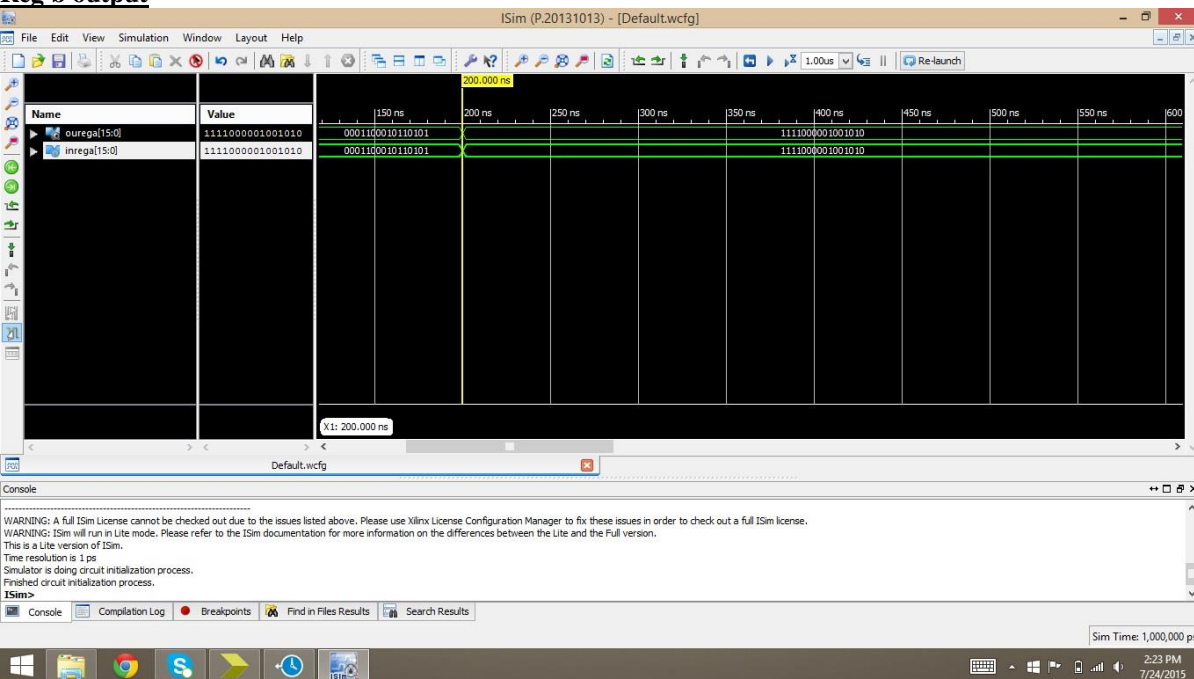 Reg b output
ISim (P.20131013) - [Default.wcfg]
File Edit View Simulation Window Layout Help
1.00us Re-launch
200.000 ns
Name Value
150 ns 200 ns 250 ns 300 ns 350 ns 400 ns 450 ns 500 ns 550 ns 600
ourega[15:0] 1111000001001010 0001100010110101 1111000001001010
inrega[15:0] 1111000001001010 0001100010110101 1111000001001010
X1: 200.000 ns
Default.wcfg
Console
WARNING: A full ISim License cannot be checked out due to the issues listed above. Please use Xilinx License Configuration Manager to fix these issues in order to check out a full ISim license.
WARNING: ISim will run in Lite mode. Please refer to the ISim documentation for more information on the differences between the Lite and the Full version.
This is a Lite version of ISim.
Time resolution is 1 ps
Simulator is doing circuit initialization process.
Finished circuit initialization process.
ISim>
Console Compilation Log Breakpoints Find in Files Results Search Results
Sim Time: 1,000,000 ps
2:23 PM
7/24/2015